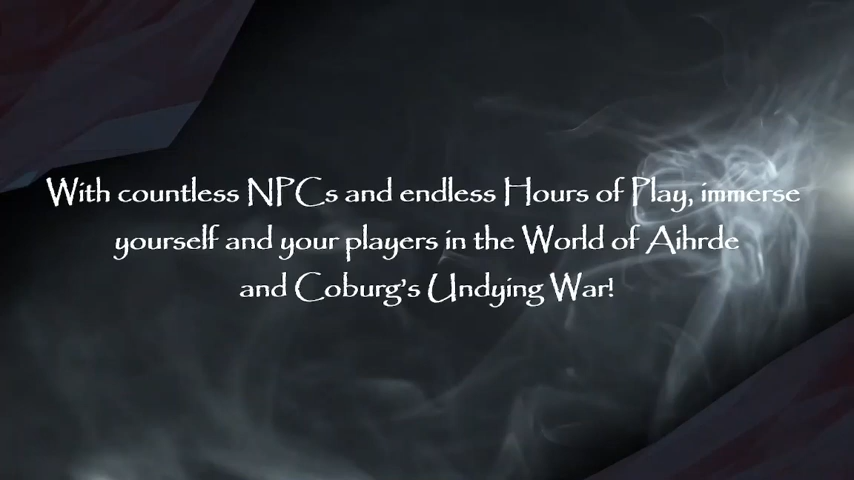 With countless NPCs and endless Hours of Play, immerse
yourself and your players in the World of Aihrde
and Coburg's Undying War!